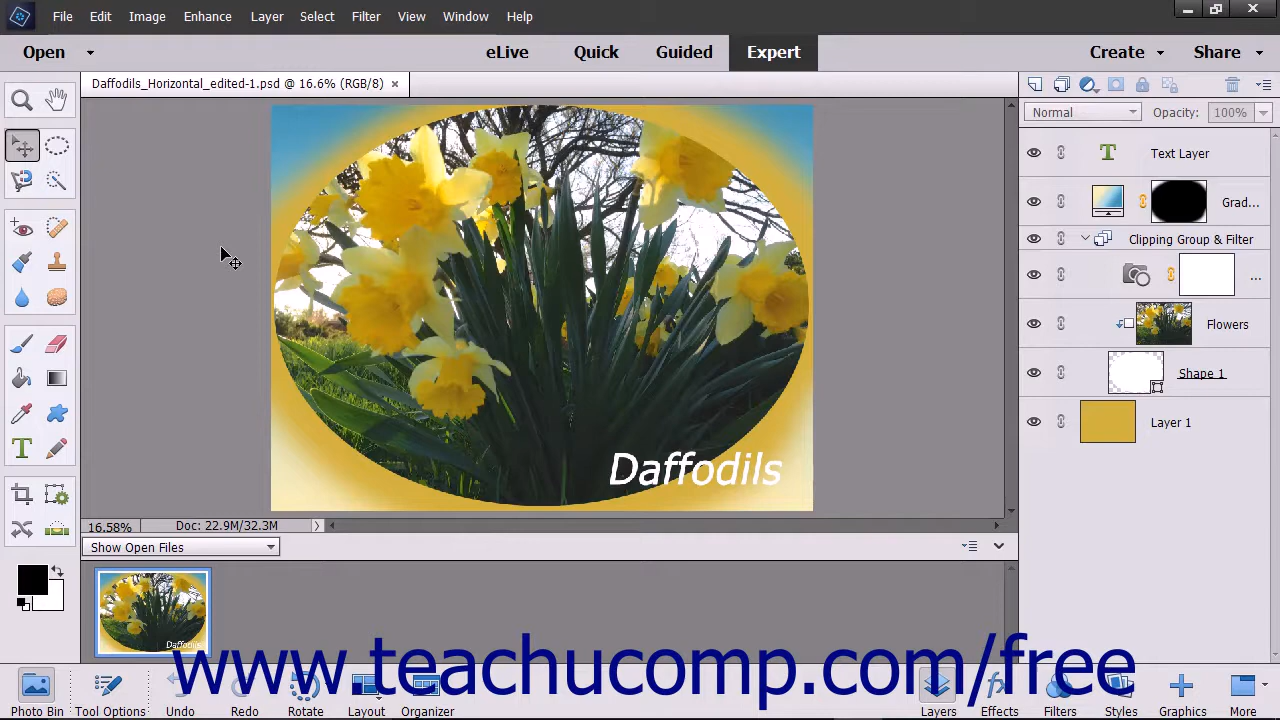 File Edit Image Enhance Layer Select Filter View Window Help
Open eLive Quick Guided Expert Create Share
Daffodils_Horizontal_edited-1.psd @ 16.6% (RGB/8) ×
Normal Opacity: 100%
T Text Layer
Grad...
Clipping Group & Filter
...
Flowers
Shape 1
Layer 1
Daffodils
16.58% Doc: 22.9M/32.3M
Show Open Files
Daffodils
www.teachucomp.com/free
Photo Bin Tool Options Undo Redo Rotate Layout Organizer Layers Effects Filters Styles Graphics More